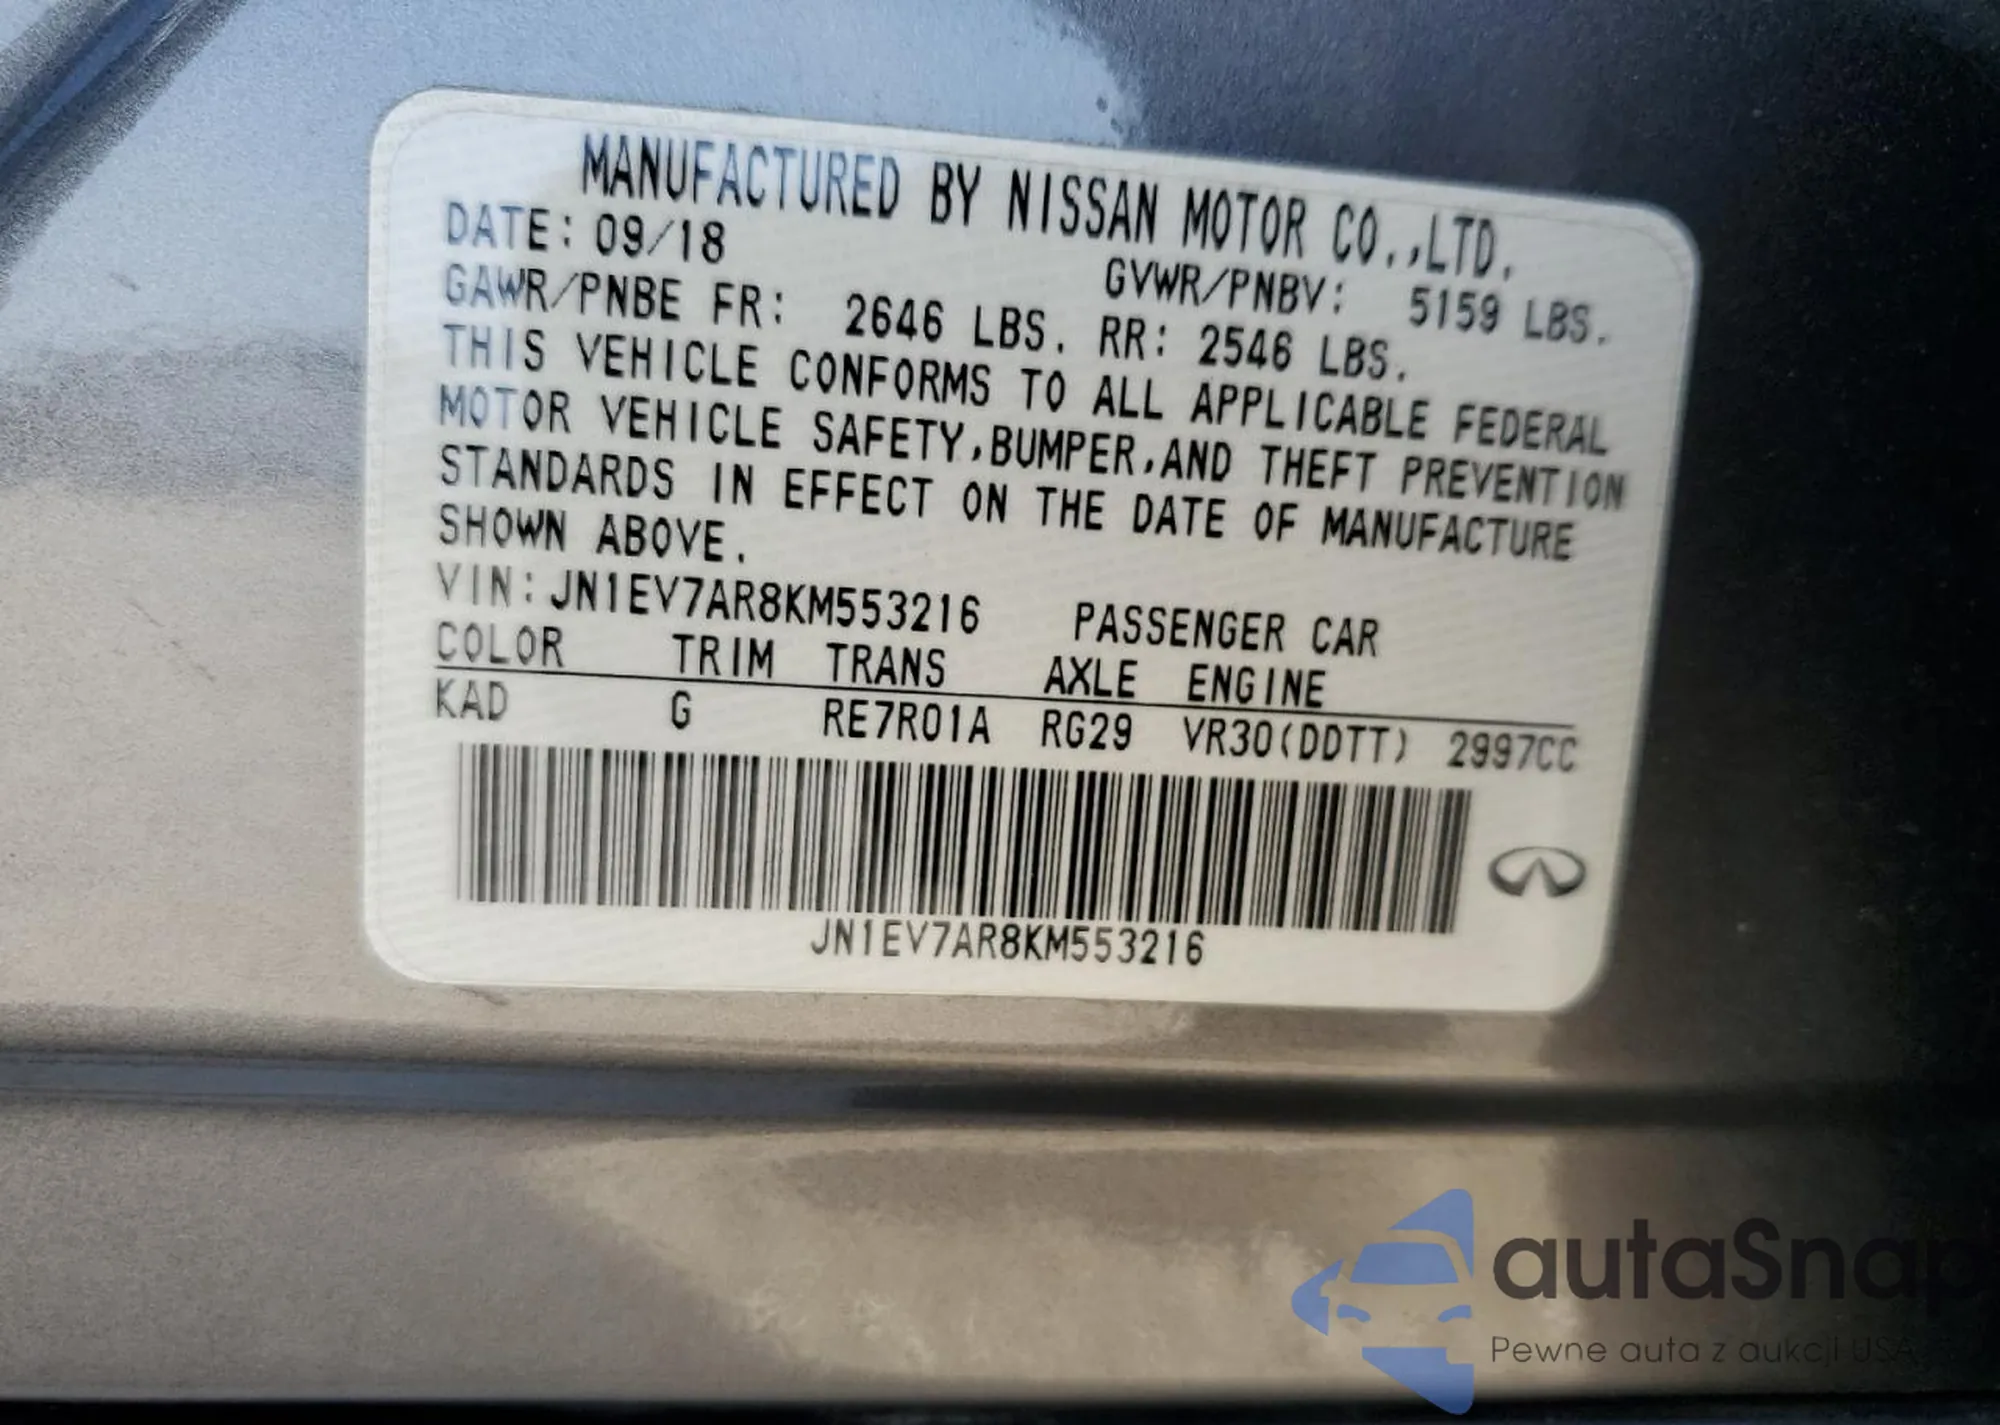 MANUFACTURED BY NISSAN MOTOR CO.,LTD.
DATE: 09/18 GVWR/PNBV: 5159 LBS.
GAWR/PNBE FR: 2646 LBS. RR: 2546 LBS.
THIS VEHICLE CONFORMS TO ALL APPLICABLE FEDERAL
MOTOR VEHICLE SAFETY,BUMPER,AND THEFT PREVENTION
STANDARDS IN EFFECT ON THE DATE OF MANUFACTURE
SHOWN ABOVE.
VIN: JN1EV7AR8KM553216 PASSENGER CAR
COLOR TRIM TRANS AXLE ENGINE
KAD G RE7R01A RG29 VR30(DDTT) 2997CC
JN1EV7AR8KM553216
autaSnap
Pewne auta z aukcji USA